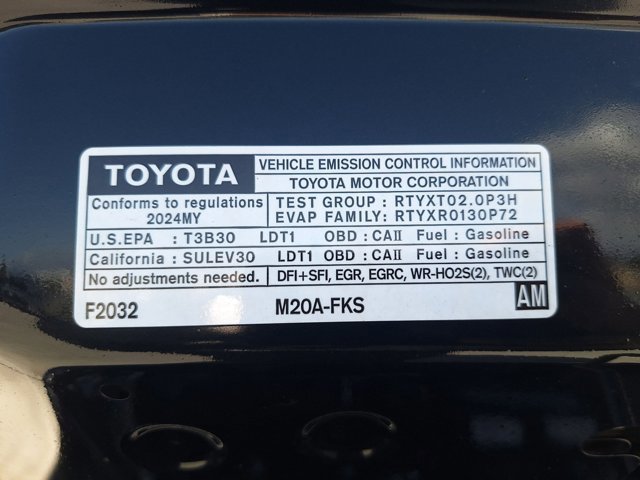 TOYOTA
VEHICLE EMISSION CONTROL INFORMATION
TOYOTA MOTOR CORPORATION
Conforms to regulations
2024MY
TEST GROUP : RTYXT02.0P3H
EVAP FAMILY: RTYXR0130P72
U.S.EPA : T3B30 LDT1 OBD : CAII Fuel : Gasoline
California : SULEV30 LDT1 OBD : CAII Fuel : Gasoline
No adjustments needed. DFI+SFI, EGR, EGRC, WR-HO2S(2), TWC(2)
F2032 M20A-FKS AM